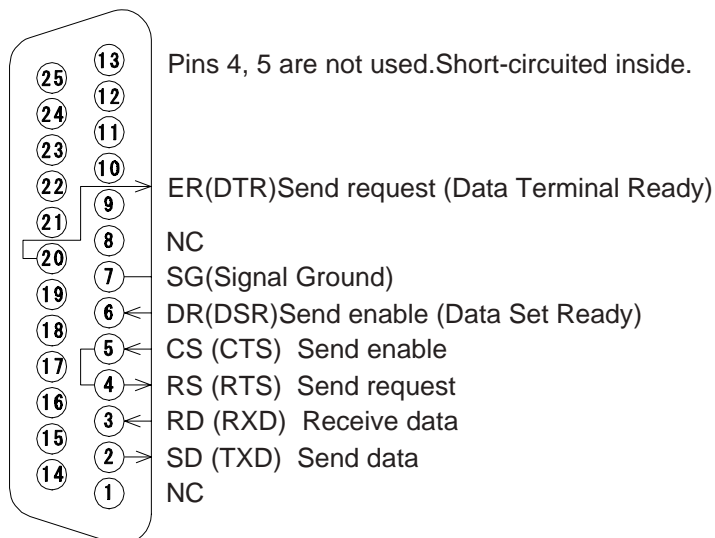 Pins 4, 5 are not used.Short-circuited inside.
ER(DTR)Send request (Data Terminal Ready)
NC
SG(Signal Ground)
DR(DSR)Send enable (Data Set Ready)
CS (CTS) Send enable
RS (RTS) Send request
RD (RXD) Receive data
SD (TXD) Send data
NC
25
24
23
22
21
20
19
18
17
16
15
14
13
12
11
10
9
8
7
6
5
4
3
2
1